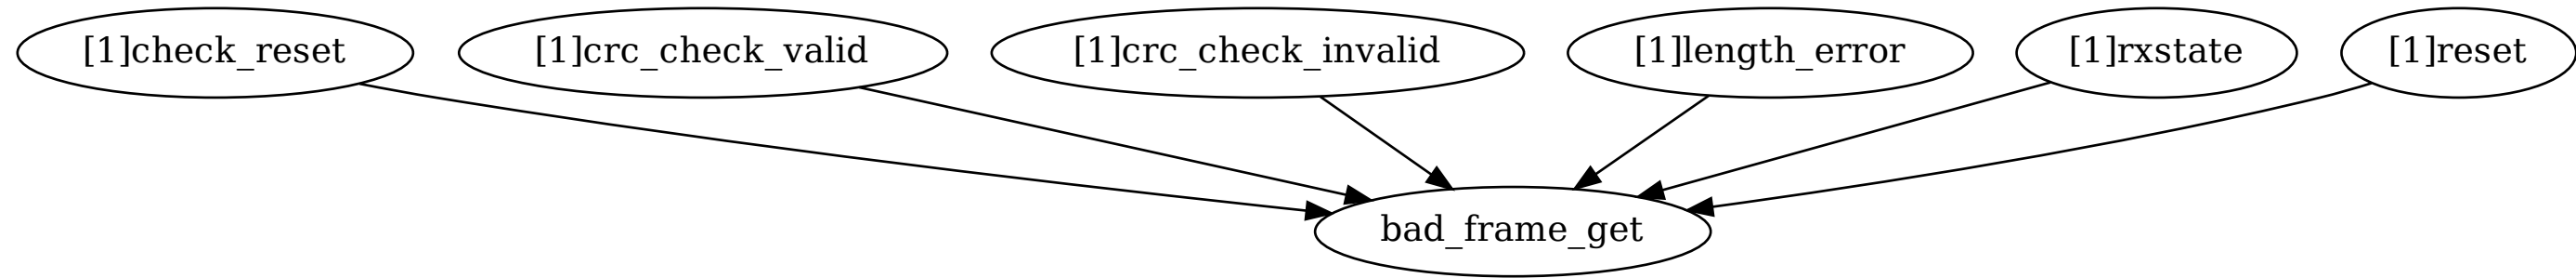 [1]check_reset
[1]crc_check_valid
[1]crc_check_invalid
[1]length_error
[1]rxstate
[1]reset
bad_frame_get